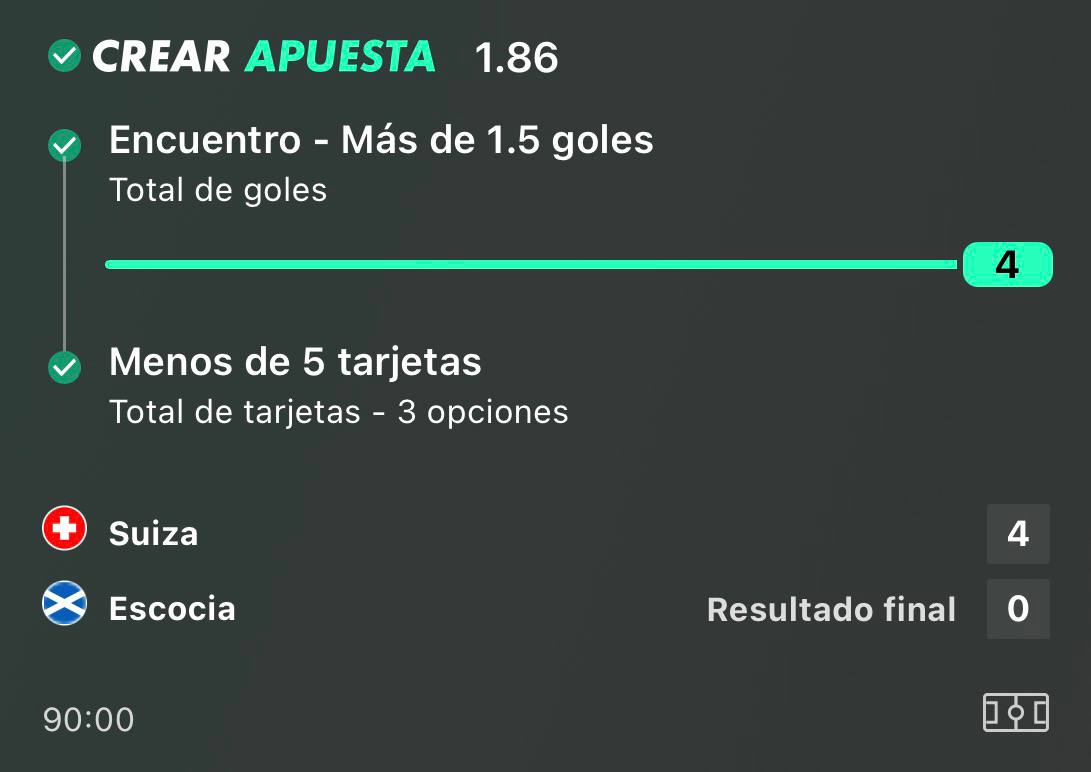 CREAR APUESTA 1.86
Encuentro - Más de 1.5 goles
Total de goles
4
Menos de 5 tarjetas
Total de tarjetas - 3 opciones
Suiza 4
Escocia Resultado final 0
90:00